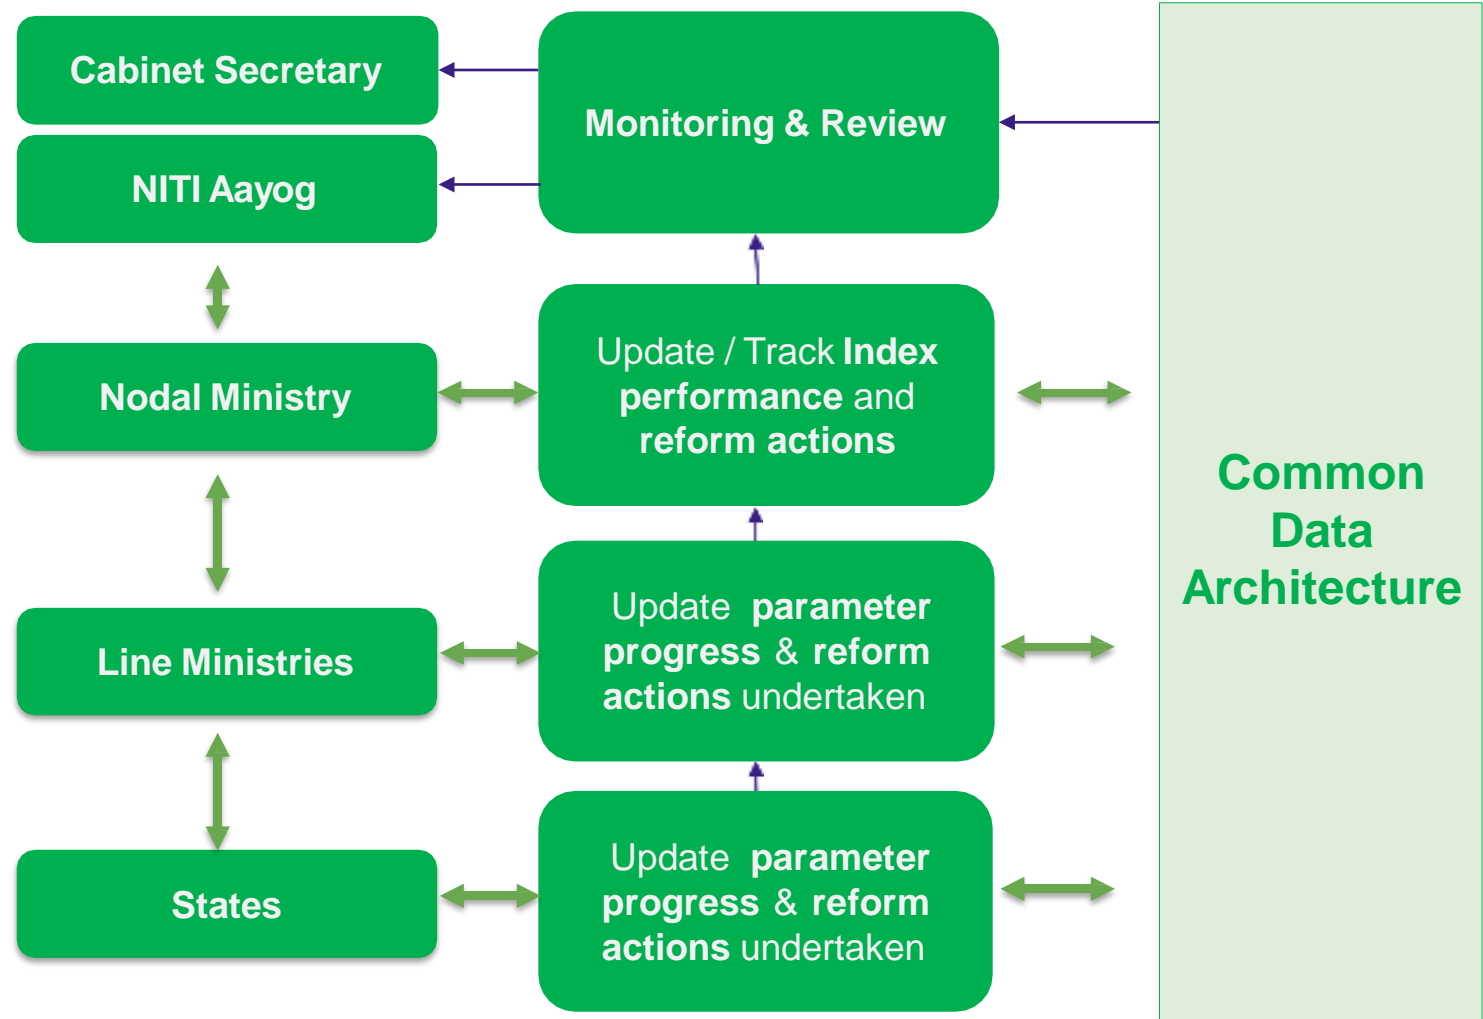 Cabinet Secretary
NITI Aayog
Monitoring & Review
Nodal Ministry
Update / Track Index
performance and
reform actions
Line Ministries
Update parameter
progress & reform
actions undertaken
States
Update parameter
progress & reform
actions undertaken
Common
Data
Architecture